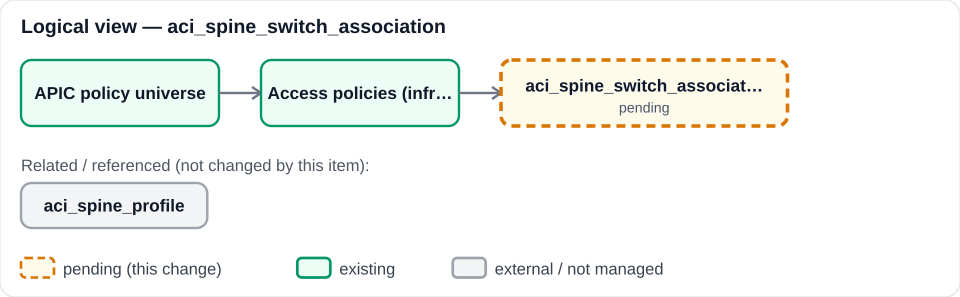 Logical view — aci_spine_switch_association
APIC policy universe
Access policies (infr…
aci_spine_switch_associat…
pending
Related / referenced (not changed by this item):
aci_spine_profile
pending (this change)
existing
external / not managed